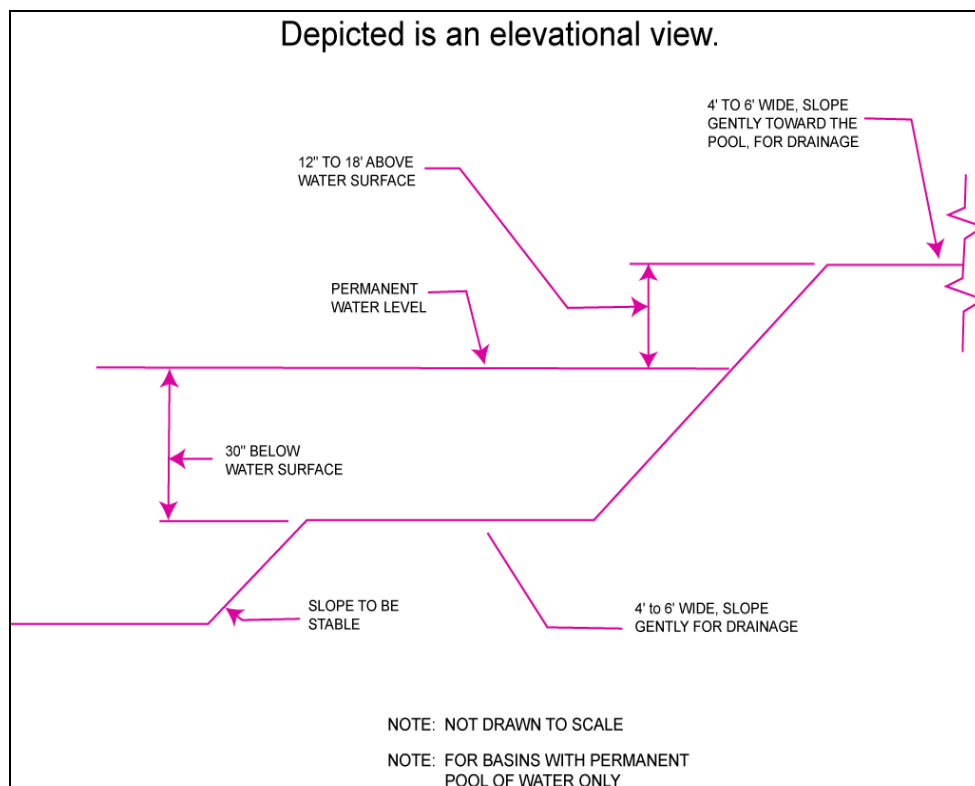 Depicted is an elevational view.
4' TO 6' WIDE, SLOPE
GENTLY TOWARD THE
POOL, FOR DRAINAGE
12" TO 18' ABOVE
WATER SURFACE
PERMANENT
WATER LEVEL
30" BELOW
WATER SURFACE
SLOPE TO BE
STABLE
4' to 6' WIDE, SLOPE
GENTLY FOR DRAINAGE
NOTE: NOT DRAWN TO SCALE
NOTE: FOR BASINS WITH PERMANENT
POOL OF WATER ONLY